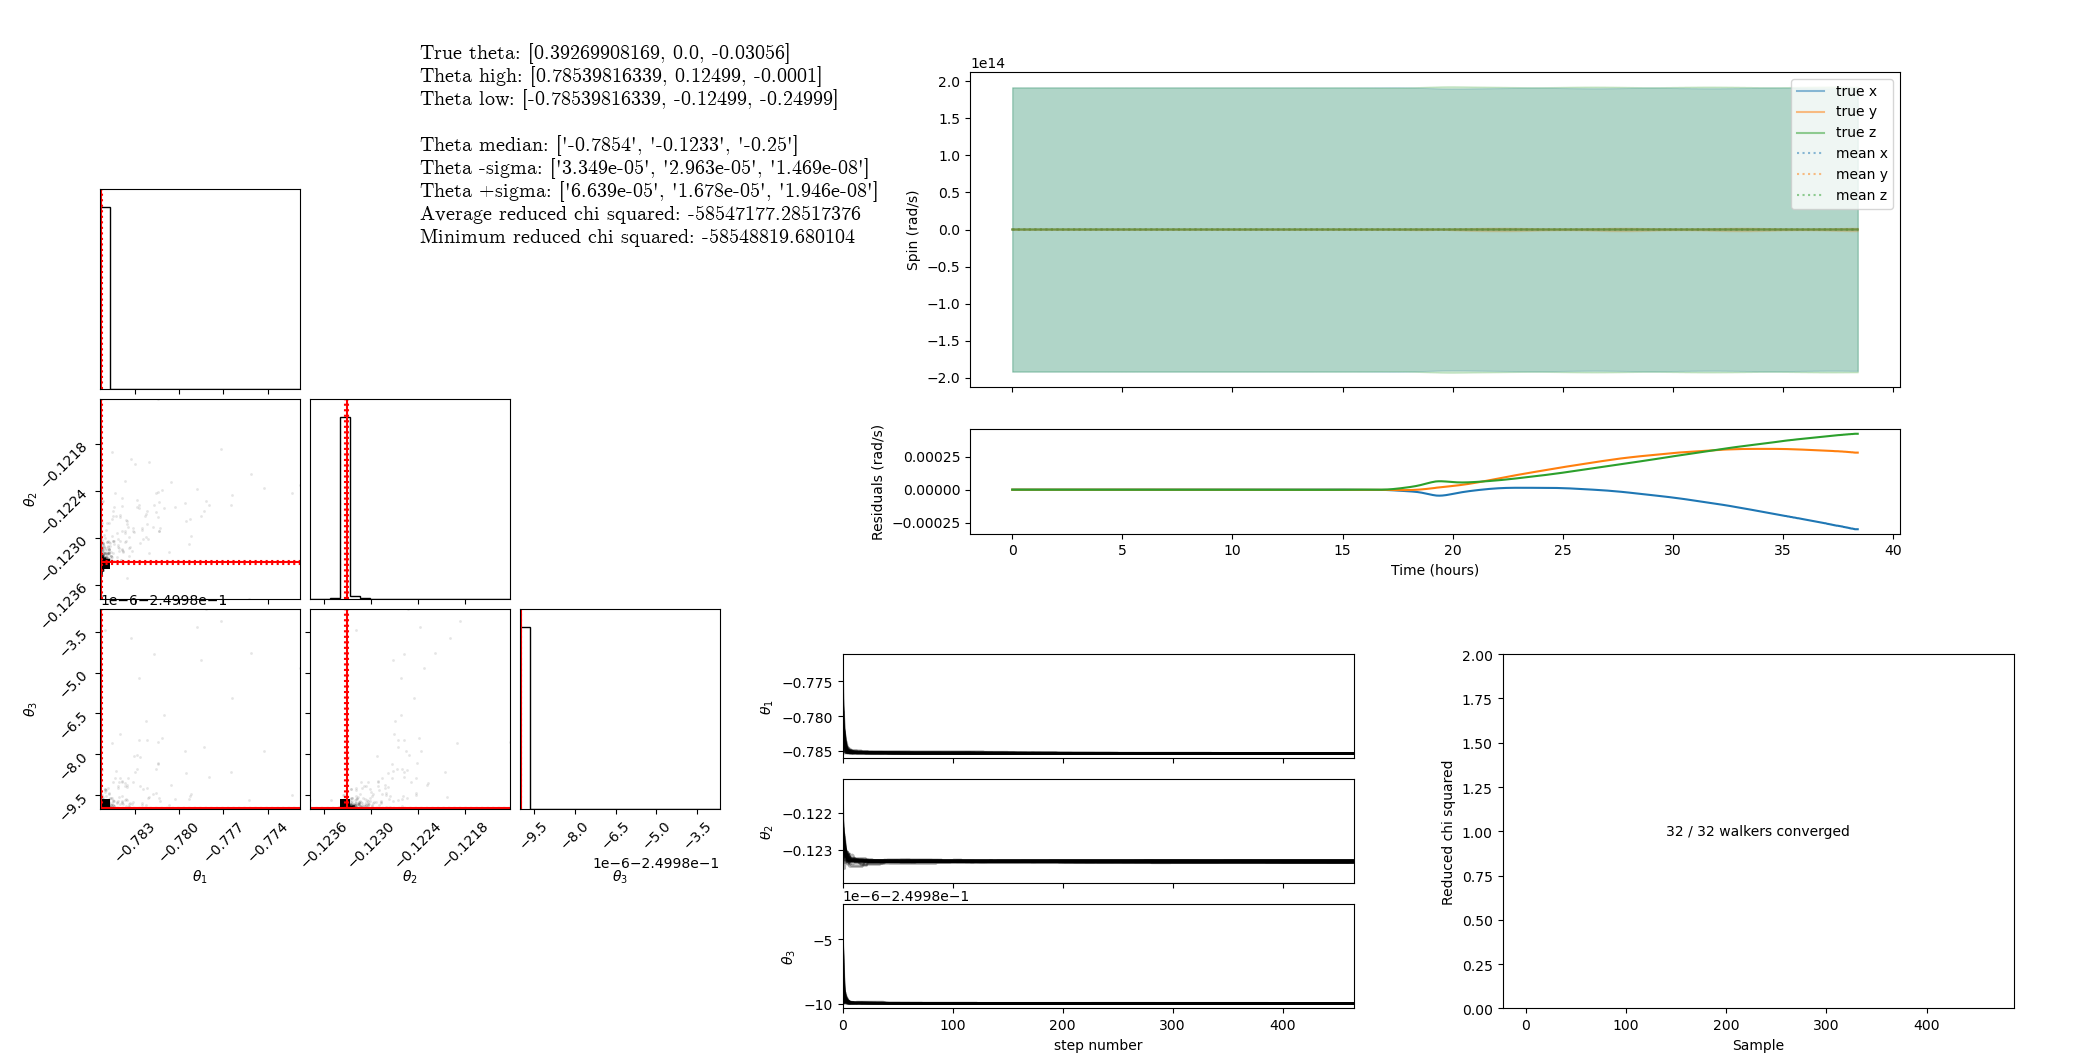 True theta: [0.39269908169, 0.0, -0.03056]
Theta high: [0.78539816339, 0.12499, -0.0001]
Theta low: [-0.78539816339, -0.12499, -0.24999]
Theta median: ['-0.7854', '-0.1233', '-0.25']
Theta -sigma: ['3.349e-05', '2.963e-05', '1.469e-08']
Theta +sigma: ['6.639e-05', '1.678e-05', '1.946e-08']
Average reduced chi squared: -58547177.28517376
Minimum reduced chi squared: -58548819.680104
θ2
−0.1218
−0.1224
−0.1230
−0.1236
1e−6−2.4998e−1
θ3
−3.5
−5.0
−6.5
−8.0
−9.5
−0.783
−0.780
−0.777
−0.774
θ1
−0.1236
−0.1230
−0.1224
−0.1218
θ2
−9.5
−8.0
−6.5
−5.0
−3.5
1e−6−2.4998e−1
θ3
1e14
Spin (rad/s)
2.0
1.5
1.0
0.5
0.0
−0.5
−1.0
−1.5
−2.0
true x
true y
true z
mean x
mean y
mean z
Residuals (rad/s)
0.00025
0.00000
−0.00025
0 5 10 15 20 25 30 35 40
Time (hours)
θ1
−0.775
−0.780
−0.785
θ2
−0.122
−0.123
1e−6−2.4998e−1
θ3
−5
−10
0 100 200 300 400
step number
Reduced chi squared
2.00
1.75
1.50
1.25
1.00
0.75
0.50
0.25
0.00
32 / 32 walkers converged
0 100 200 300 400
Sample